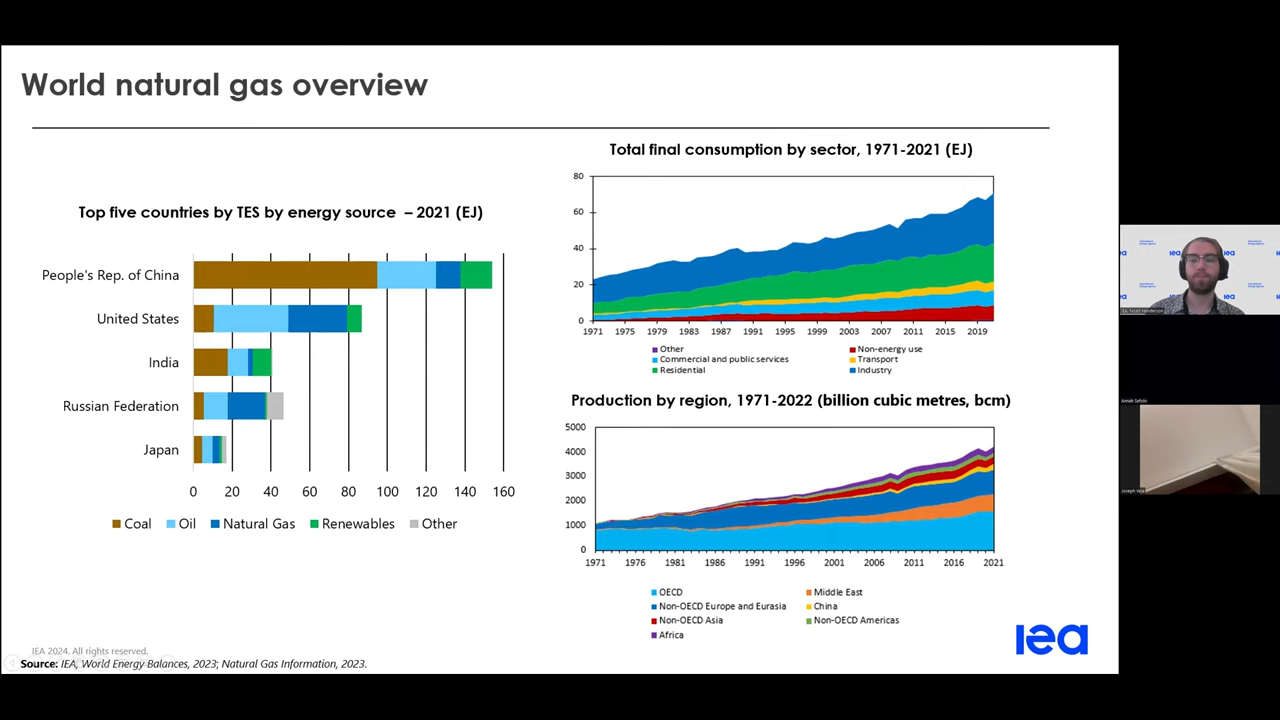 World natural gas overview
Top five countries by TES by energy source – 2021 (EJ)
People's Rep. of China
United States
India
Russian Federation
Japan
0 20 40 60 80 100 120 140 160
Coal Oil Natural Gas Renewables Other
Total final consumption by sector, 1971-2021 (EJ)
80
60
40
20
0
1971 1975 1979 1983 1987 1991 1995 1999 2003 2007 2011 2015 2019
Other Non-energy use
Commercial and public services Transport
Residential Industry
Production by region, 1971-2022 (billion cubic metres, bcm)
5000
4000
3000
2000
1000
0
1971 1976 1981 1986 1991 1996 2001 2006 2011 2016 2021
OECD Middle East
Non-OECD Europe and Eurasia China
Non-OECD Asia Non-OECD Americas
Africa
iea
IEA 2024. All rights reserved.
Source: IEA, World Energy Balances, 2023; Natural Gas Information, 2023.
iea
IEA, Noah Henderson